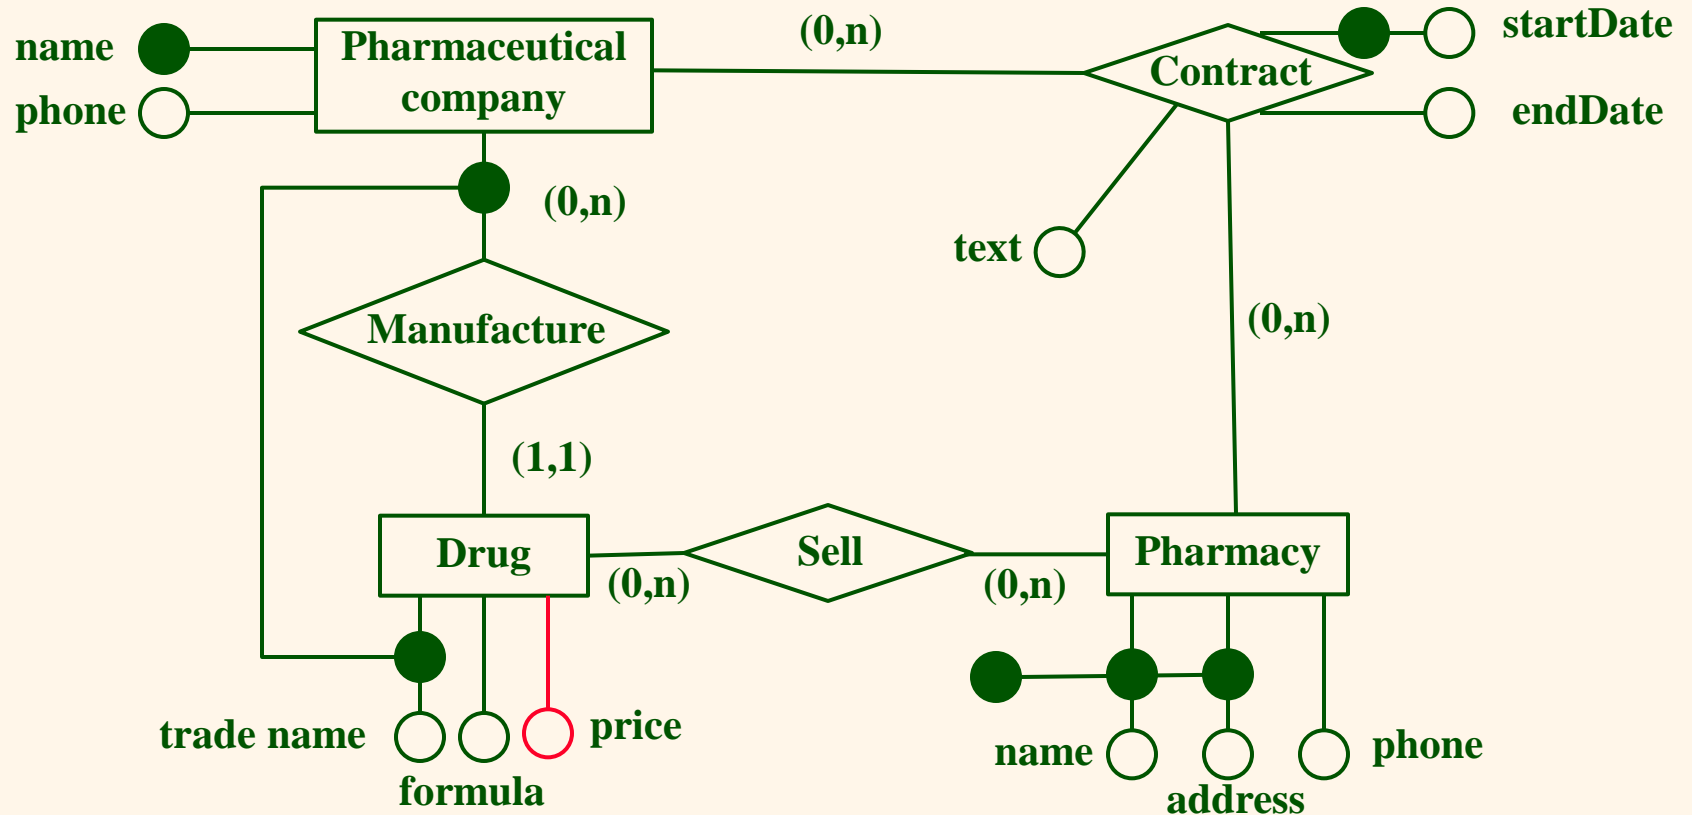 name
Pharmaceutical
company
(0,n)
Contract
startDate
phone
endDate
(0,n)
text
(0,n)
Manufacture
(1,1)
Drug
(0,n)
Sell
(0,n)
Pharmacy
trade name
formula
price
name
address
phone